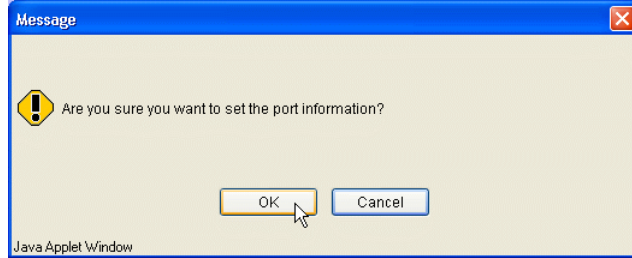 Message
Are you sure you want to set the port information?
OK Cancel
Java Applet Window